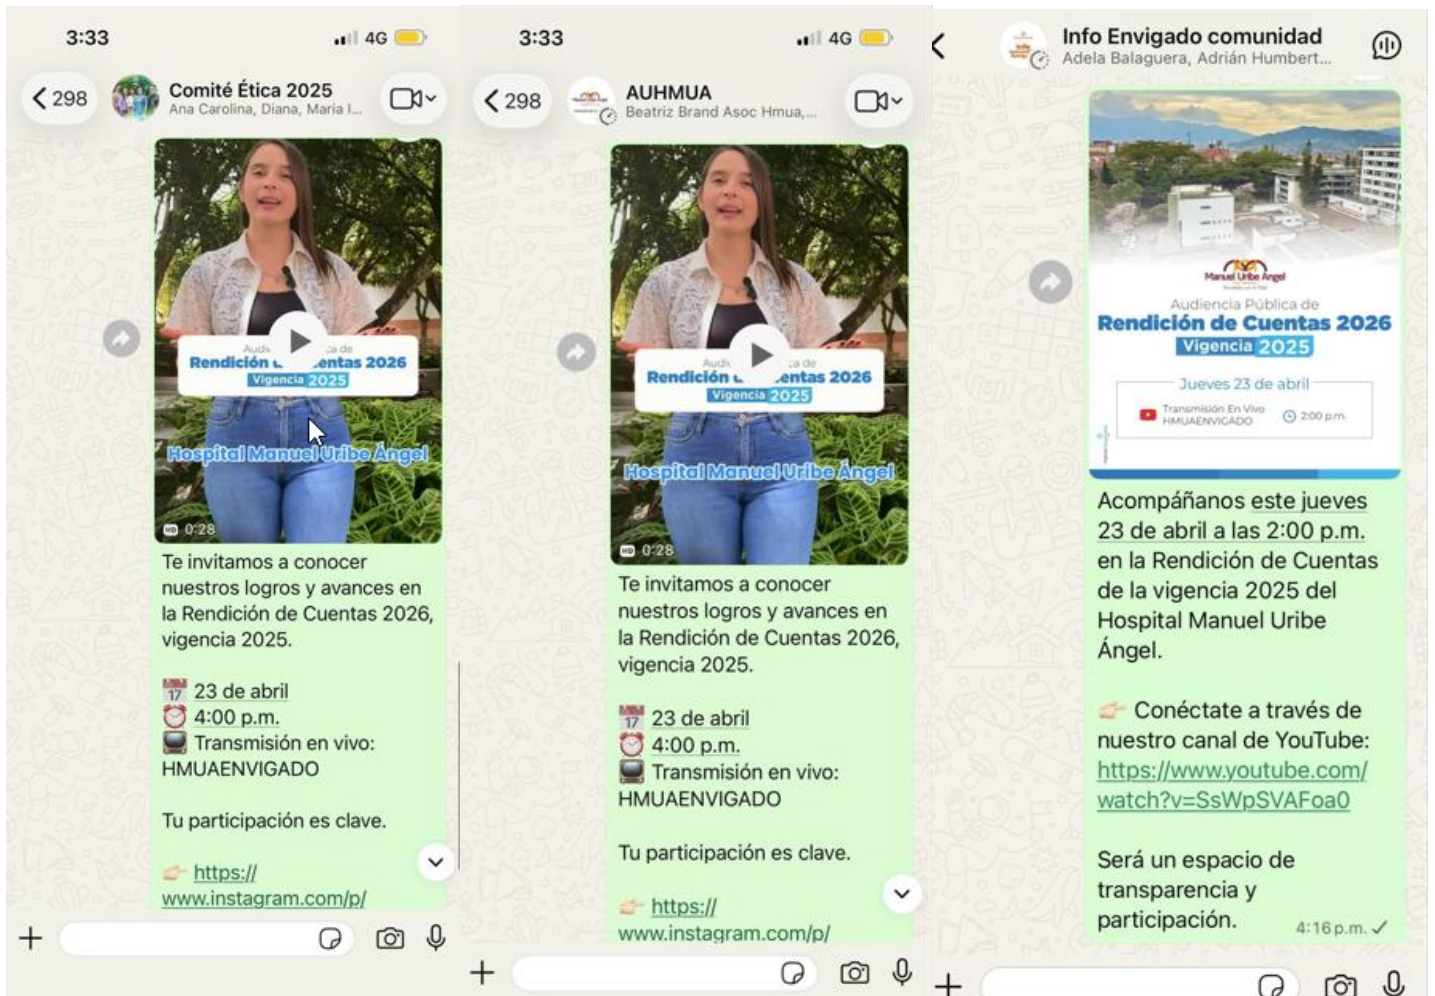 3:33
4G
298
Comité Ética 2025
Ana Carolina, Diana, Maria I...
Rendición
entas 2026
Vigencia 2025
Hospital Manuel Uribe Ángel
HD 0:28
Te invitamos a conocer
nuestros logros y avances en
la Rendición de Cuentas 2026,
vigencia 2025.
17 23 de abril
4:00 p.m.
Transmisión en vivo:
HMUAENVIGADO
Tu participación es clave.
https://
www.instagram.com/p/
3:33
4G
298
AUHMUA
Beatriz Brand Asoc Hmua,...
Rendición
entas 2026
Vigencia 2025
Hospital Manuel Uribe Ángel
HD 0:28
Te invitamos a conocer
nuestros logros y avances en
la Rendición de Cuentas 2026,
vigencia 2025.
17 23 de abril
4:00 p.m.
Transmisión en vivo:
HMUAENVIGADO
Tu participación es clave.
https://
www.instagram.com/p/
Info Envigado comunidad
Adela Balaguera, Adrián Humbert...
Manuel Uribe Ángel
Audiencia Pública de
Rendición de Cuentas 2026
Vigencia 2025
Jueves 23 de abril
Transmisión En Vivo
HMUAENVIGADO
2:00 p.m.
Acompáñanos este jueves
23 de abril a las 2:00 p.m.
en la Rendición de Cuentas
de la vigencia 2025 del
Hospital Manuel Uribe
Ángel.
Conéctate a través de
nuestro canal de YouTube:
https://www.youtube.com/
watch?v=SsWpSVAFoa0
Será un espacio de
transparencia y
participación.
4:16 p.m.